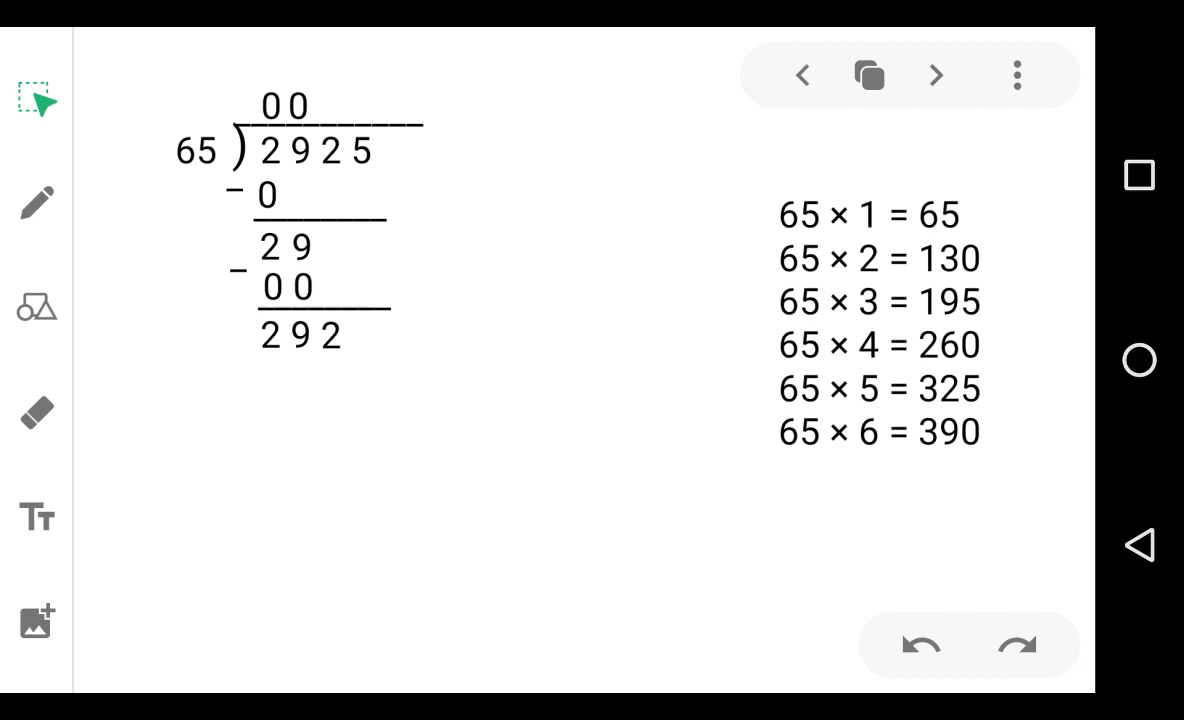 00
65 ) 2925
- 0
29
- 00
292
65 × 1 = 65
65 × 2 = 130
65 × 3 = 195
65 × 4 = 260
65 × 5 = 325
65 × 6 = 390
TT